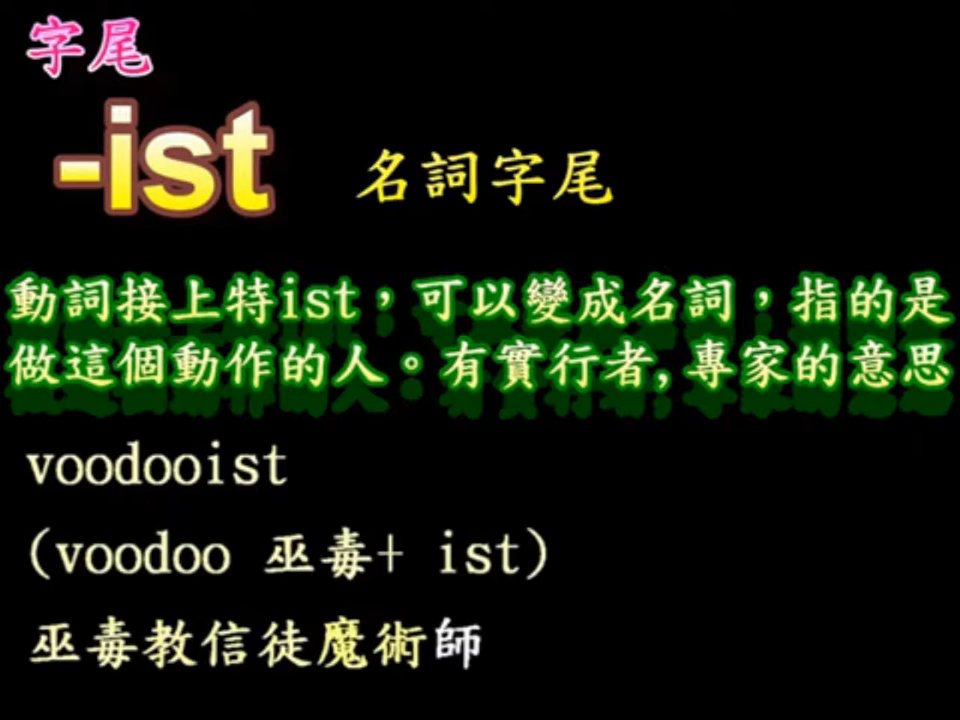 字尾
-ist 名詞字尾
動詞接上特ist，可以變成名詞，指的是
做這個動作的人。有實行者,專家的意思
voodooist
(voodoo 巫毒+ ist)
巫毒教信徒魔術師